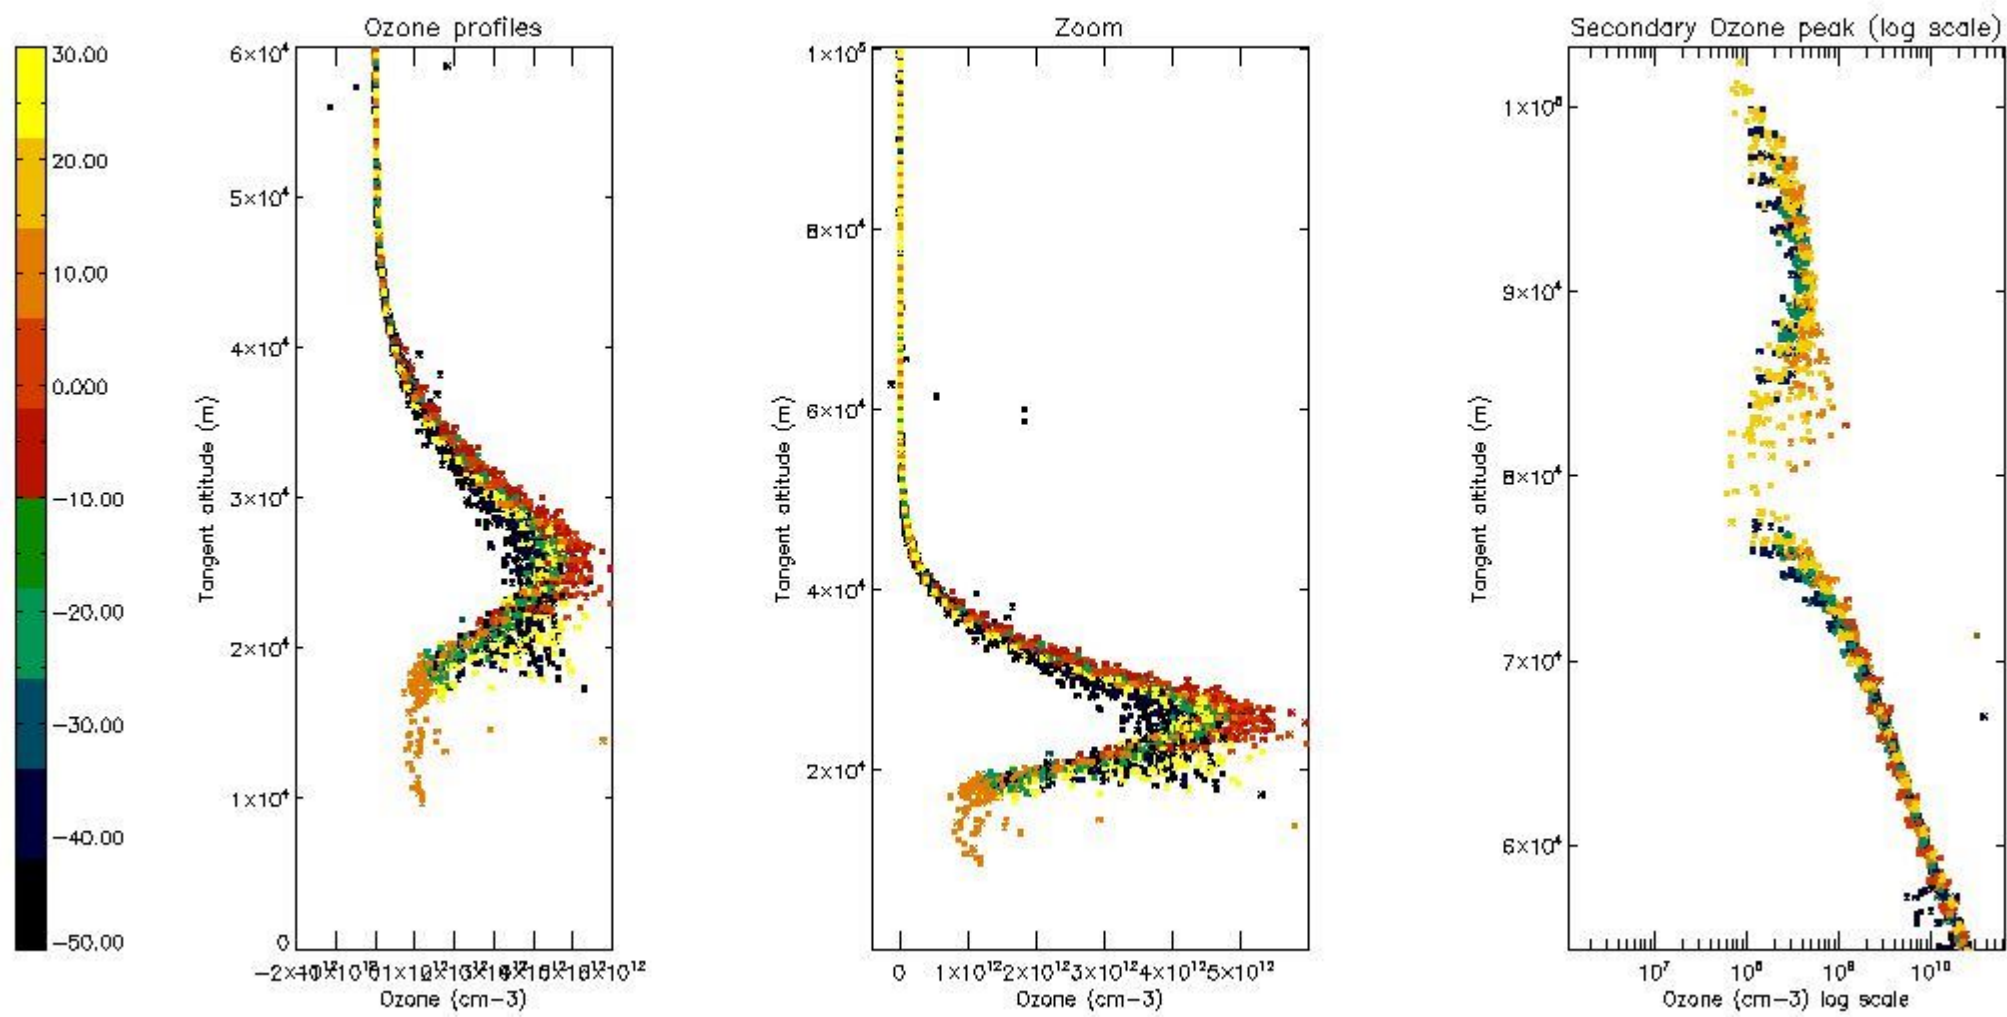 Ozone profiles
Zoom
Secondary Ozone peak (log scale)
30.00
20.00
10.00
0.000
-10.00
-20.00
-30.00
-40.00
-50.00
6×10⁴
5×10⁴
4×10⁴
3×10⁴
2×10⁴
1×10⁴
0
Tangent altitude (m)
Ozone (cm-3)
1×10⁵
8×10⁴
6×10⁴
4×10⁴
2×10⁴
Tangent altitude (m)
0 1×10¹² 2×10¹² 3×10¹² 4×10¹² 5×10¹²
Ozone (cm-3)
9×10⁴
8×10⁴
7×10⁴
6×10⁴
Tangent altitude (m)
10⁷ 10⁸ 10⁹ 10¹⁰
Ozone (cm-3) log scale